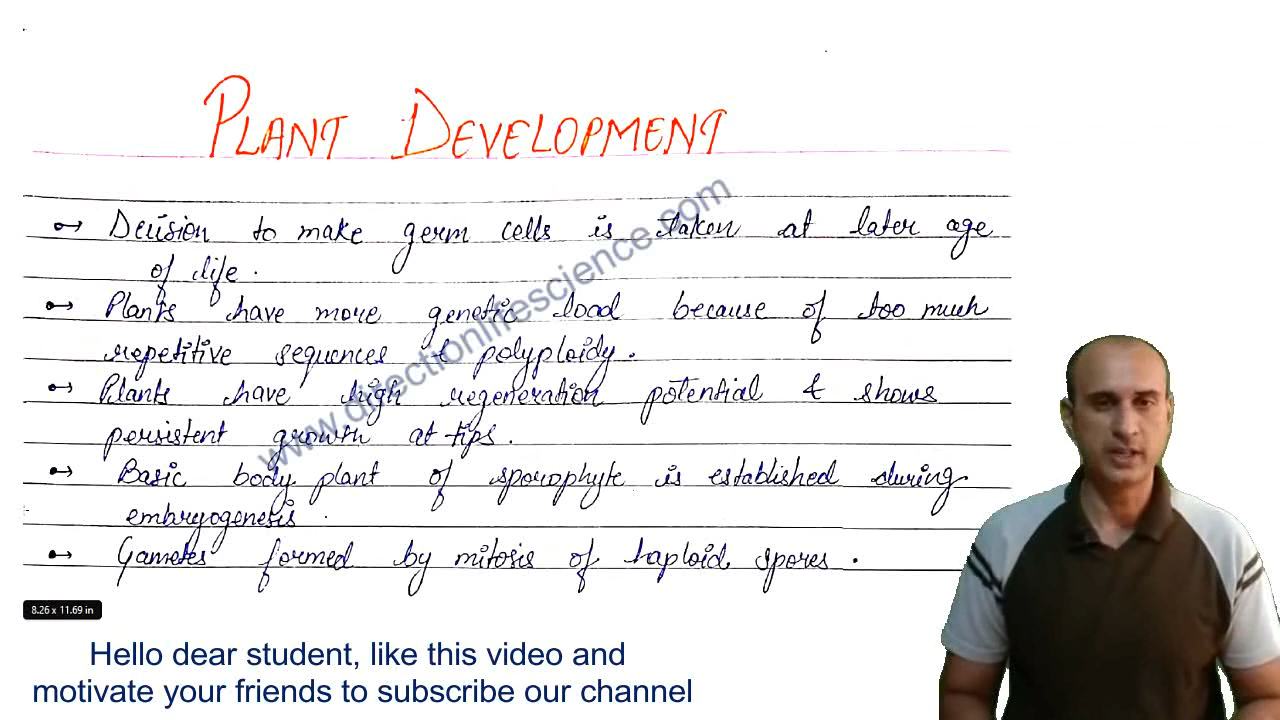 PLANT DEVELOPMENT
Decision to make germ cells is taken at later age
of life.
Plants have more genetic load because of too much
repetitive sequences & polyploidy.
Plants have high regeneration potential & shows
persistent growth at tips.
Basic body plant of sporophyte is established during
embryogenesis.
Gametes formed by mitosis of haploid spores.
www.directionlifescience.com
8.26 x 11.69 in
Hello dear student, like this video and
motivate your friends to subscribe our channel